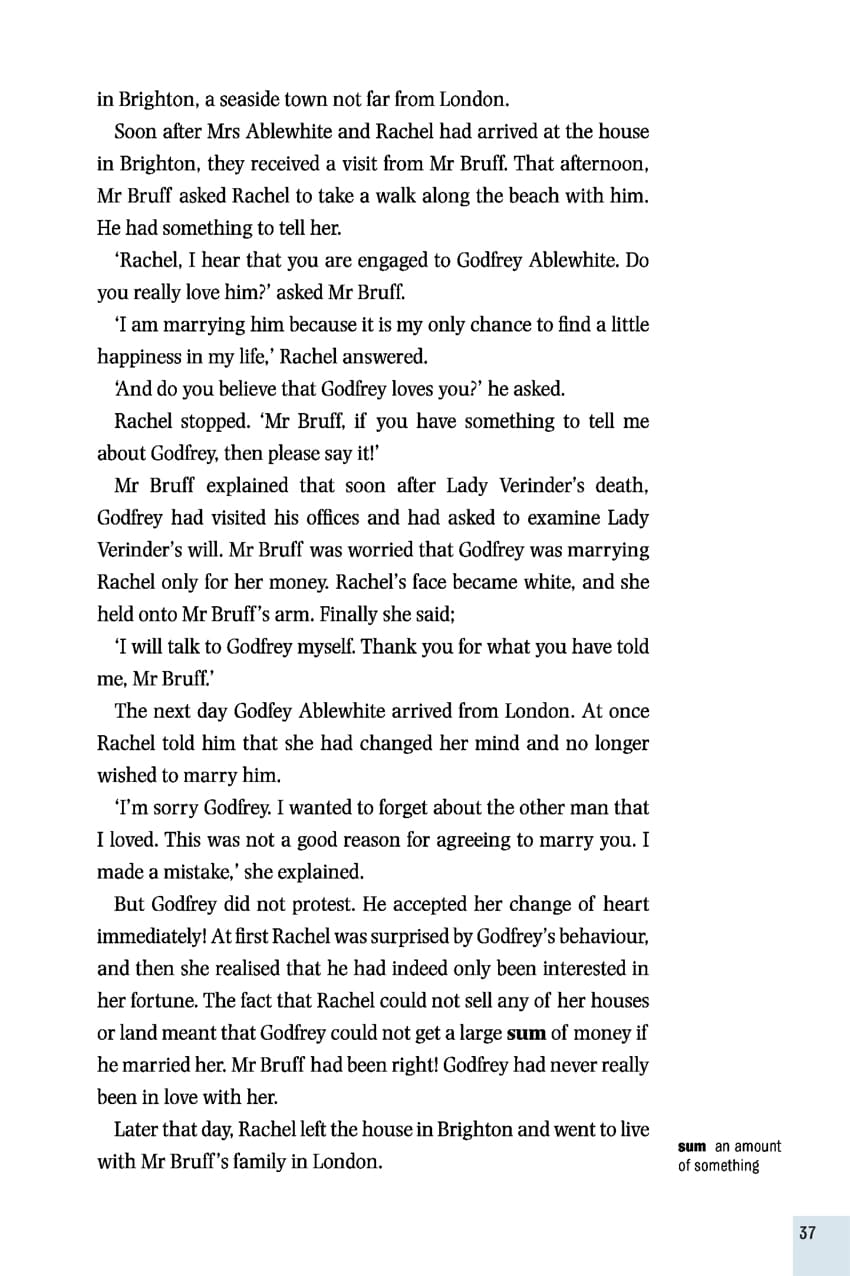 in Brighton, a seaside town not far from London.
Soon after Mrs Ablewhite and Rachel had arrived at the house
in Brighton, they received a visit from Mr Bruff. That afternoon,
Mr Bruff asked Rachel to take a walk along the beach with him.
He had something to tell her.
‘Rachel, I hear that you are engaged to Godfrey Ablewhite. Do
you really love him?’ asked Mr Bruff.
‘I am marrying him because it is my only chance to find a little
happiness in my life,’ Rachel answered.
‘And do you believe that Godfrey loves you?’ he asked.
Rachel stopped. ‘Mr Bruff, if you have something to tell me
about Godfrey, then please say it!’
Mr Bruff explained that soon after Lady Verinder’s death,
Godfrey had visited his offices and had asked to examine Lady
Verinder’s will. Mr Bruff was worried that Godfrey was marrying
Rachel only for her money. Rachel’s face became white, and she
held onto Mr Bruff’s arm. Finally she said;
‘I will talk to Godfrey myself. Thank you for what you have told
me, Mr Bruff.’
The next day Godfey Ablewhite arrived from London. At once
Rachel told him that she had changed her mind and no longer
wished to marry him.
‘I’m sorry Godfrey. I wanted to forget about the other man that
I loved. This was not a good reason for agreeing to marry you. I
made a mistake,’ she explained.
But Godfrey did not protest. He accepted her change of heart
immediately! At first Rachel was surprised by Godfrey’s behaviour,
and then she realised that he had indeed only been interested in
her fortune. The fact that Rachel could not sell any of her houses
or land meant that Godfrey could not get a large sum of money if
he married her. Mr Bruff had been right! Godfrey had never really
been in love with her.
Later that day, Rachel left the house in Brighton and went to live
with Mr Bruff’s family in London.
sum an amount
of something
37